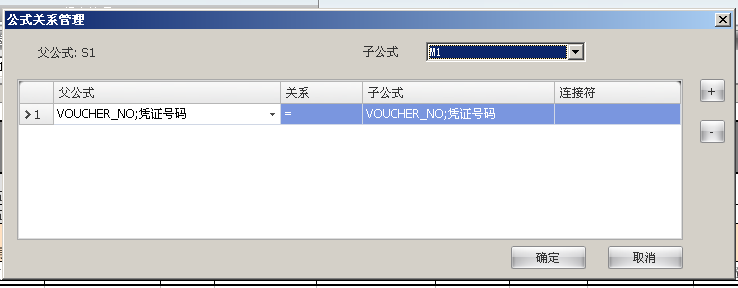 公式关系管理
父公式: S1
子公式 M1
父公式 关系 子公式 连接符
1 VOUCHER_NO;凭证号码 = VOUCHER_NO;凭证号码
+
-
确定 取消